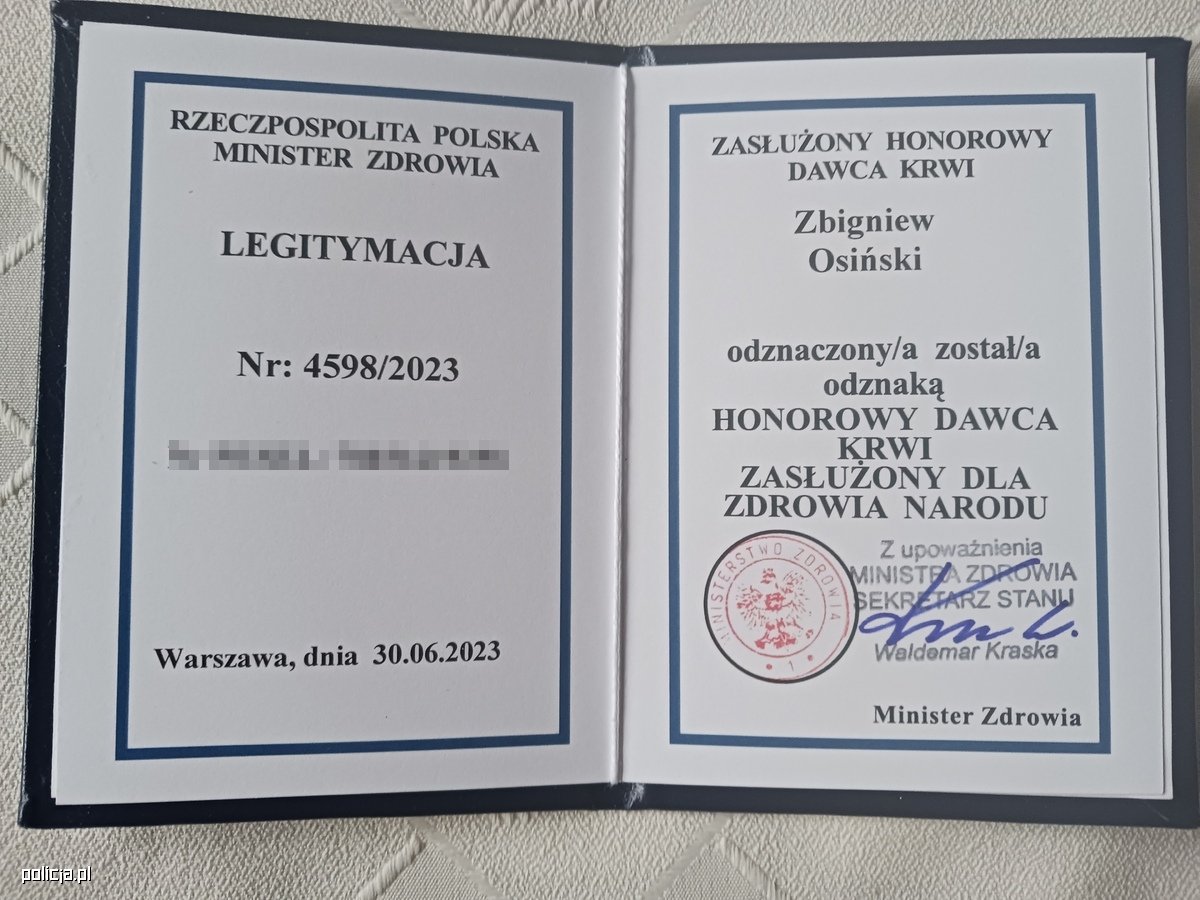 RZECZPOSPOLITA POLSKA
MINISTER ZDROWIA
LEGITYMACJA
Nr: 4598/2023
Warszawa, dnia 30.06.2023
ZASŁUŻONY HONOROWY
DAWCA KRWI
Zbigniew
Osiński
odznaczony/a został/a
odznaką
HONOROWY DAWCA
KRWI
ZASŁUŻONY DLA
ZDROWIA NARODU
MINISTERSTWO ZDROWIA
* 1 *
Z upoważnienia
MINISTRA ZDROWIA
SEKRETARZ STANU
Waldemar Kraska
Minister Zdrowia
policja.pl